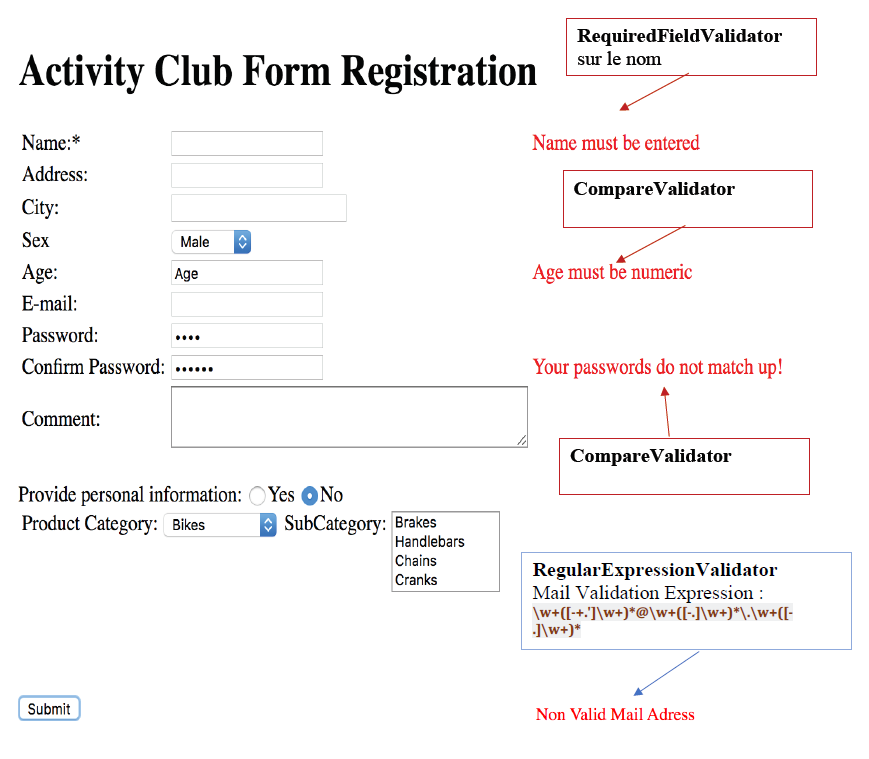 RequiredFieldValidator
sur le nom
Activity Club Form Registration
Name:*
Name must be entered
Address:
CompareValidator
City:
Sex Male
Age: Age
Age must be numeric
E-mail:
Password: ••••
Confirm Password: ••••••
Your passwords do not match up!
Comment:
CompareValidator
Provide personal information: Yes No
Product Category: Bikes SubCategory: Brakes
Handlebars
Chains
Cranks
RegularExpressionValidator
Mail Validation Expression :
\w+([-+.']\w+)*@\w+([-.]\w+)*\.\w+([-
.]\w+)*
Submit
Non Valid Mail Adress